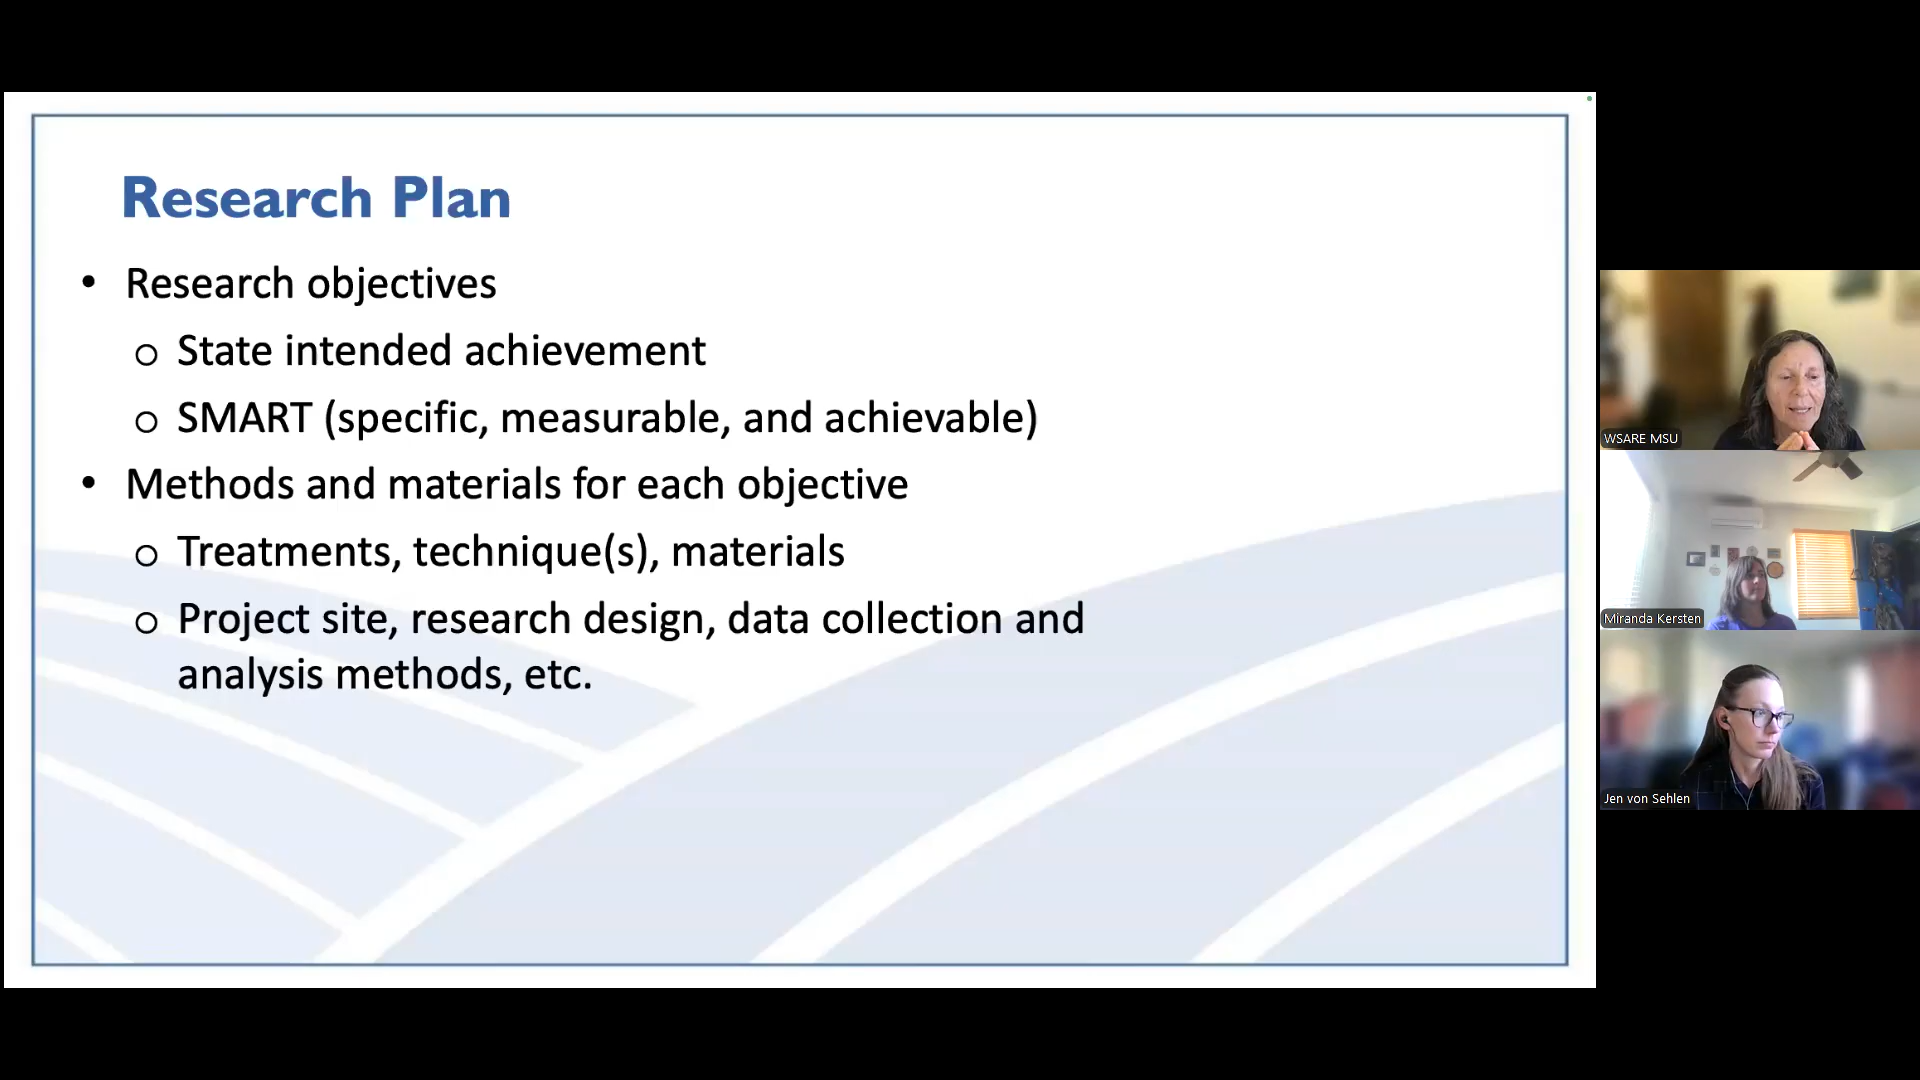 Research Plan
• Research objectives
o State intended achievement
o SMART (specific, measurable, and achievable)
• Methods and materials for each objective
o Treatments, technique(s), materials
o Project site, research design, data collection and
analysis methods, etc.
WSARE MSU
Miranda Kersten
Jen von Sehlen